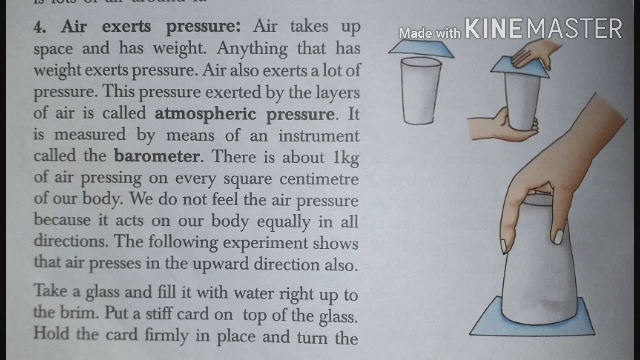 Made with KINEMASTER
4. Air exerts pressure: Air takes up
space and has weight. Anything that has
weight exerts pressure. Air also exerts a lot of
pressure. This pressure exerted by the layers
of air is called atmospheric pressure. It
is measured by means of an instrument
called the barometer. There is about 1kg
of air pressing on every square centimetre
of our body. We do not feel the air pressure
because it acts on our body equally in all
directions. The following experiment shows
that air presses in the upward direction also.
Take a glass and fill it with water right up to
the brim. Put a stiff card on top of the glass.
Hold the card firmly in place and turn the